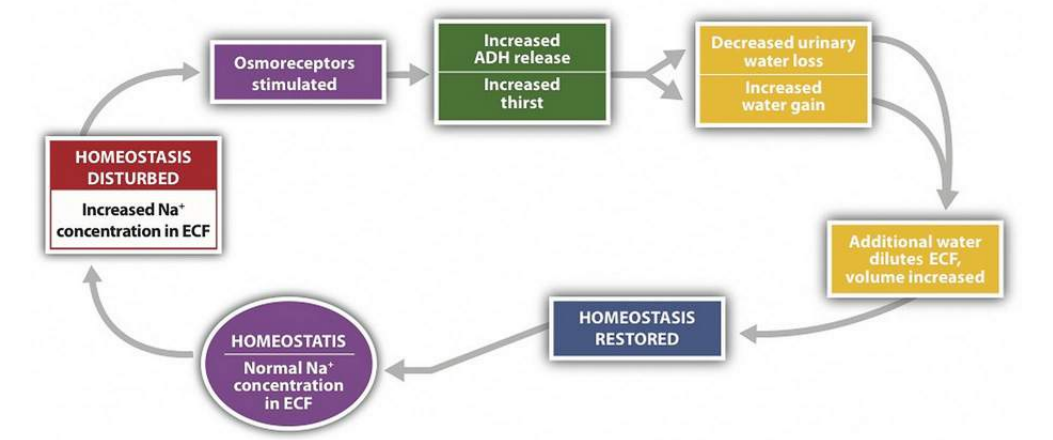 Osmoreceptors
stimulated
Increased
ADH release
Increased
thirst
Decreased urinary
water loss
Increased
water gain
HOMEOSTASIS
DISTURBED
Increased Na⁺
concentration in ECF
Additional water
dilutes ECF,
volume increased
HOMEOSTASIS
RESTORED
HOMEOSTATIS
Normal Na⁺
concentration
in ECF